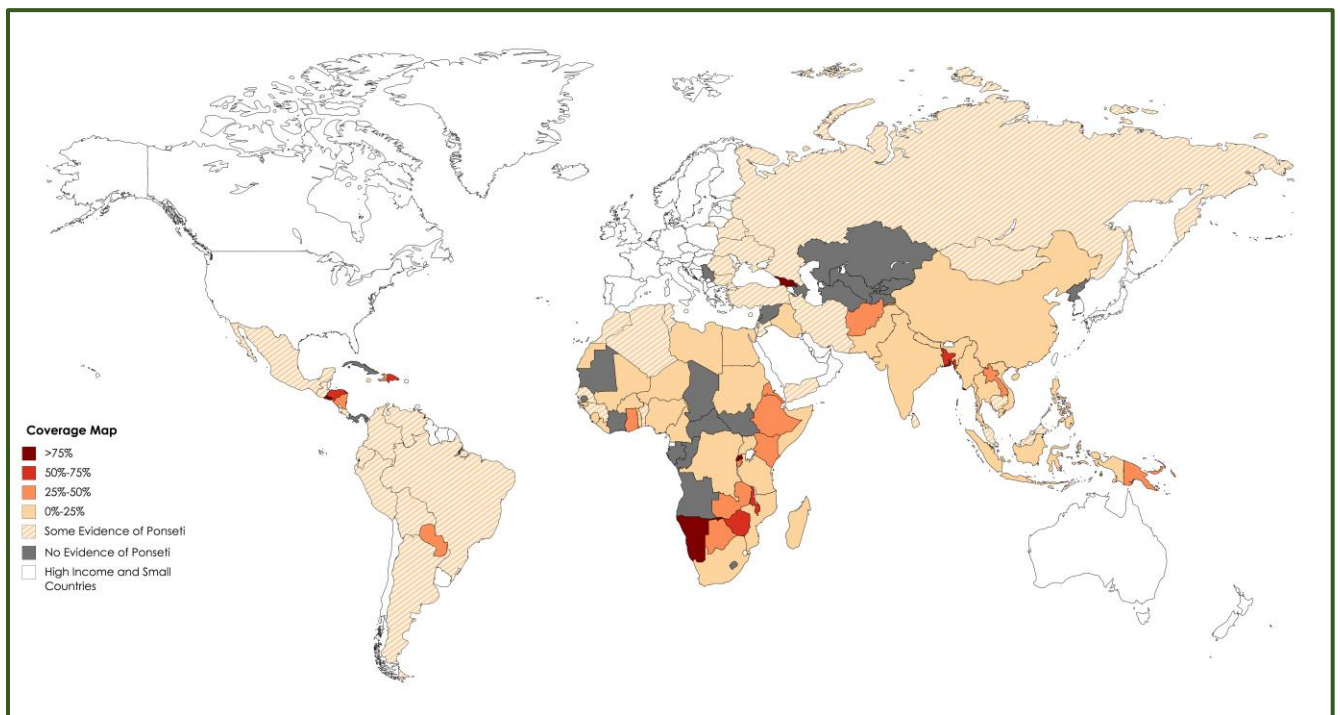 Coverage Map
>75%
50%-75%
25%-50%
0%-25%
Some Evidence of Ponseti
No Evidence of Ponseti
High Income and Small
Countries